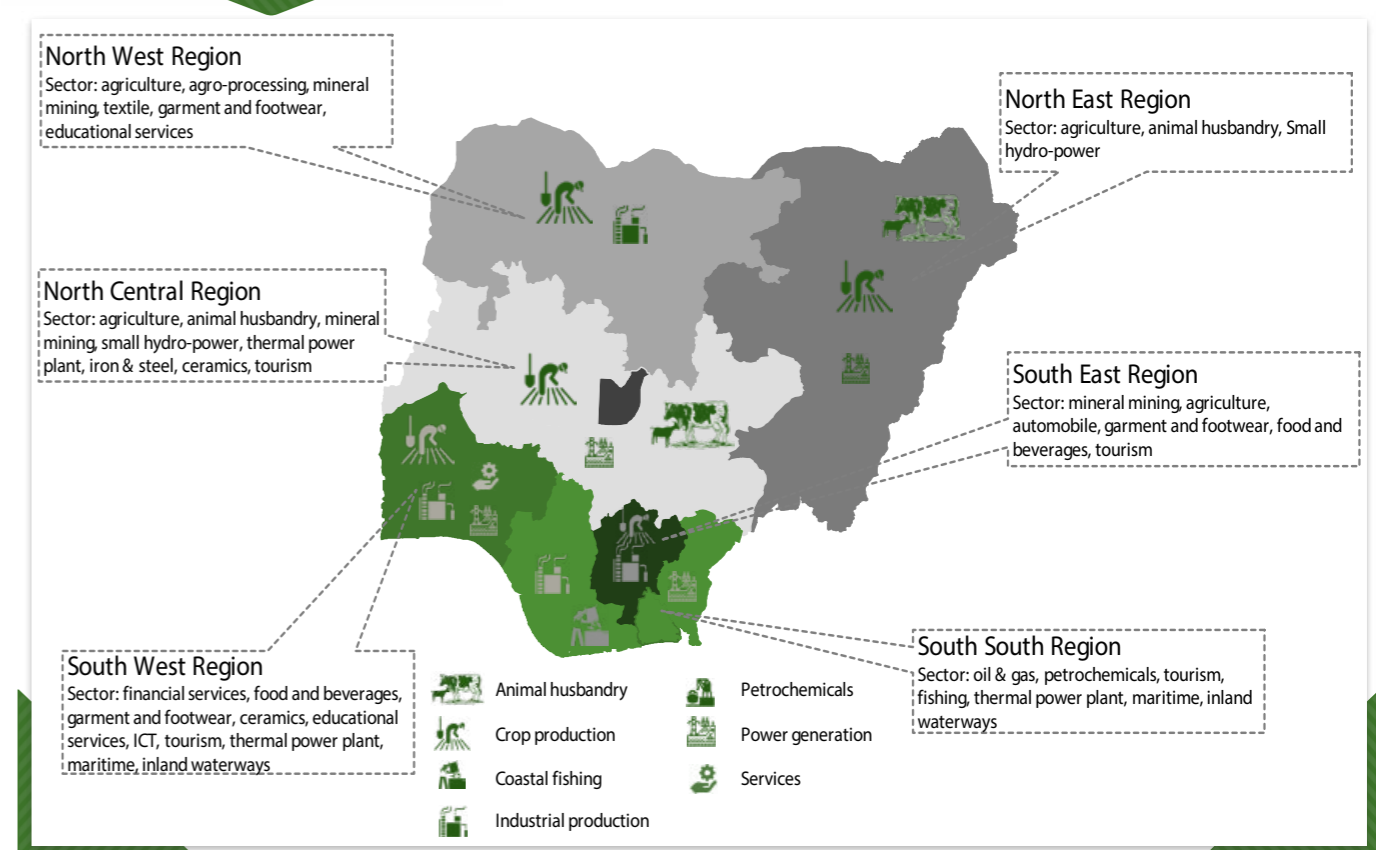 North West Region
Sector: agriculture, agro-processing, mineral
mining, textile, garment and footwear,
educational services
North East Region
Sector: agriculture, animal husbandry, Small
hydro-power
North Central Region
Sector: agriculture, animal husbandry, mineral
mining, small hydro-power, thermal power
plant, iron & steel, ceramics, tourism
South East Region
Sector: mineral mining, agriculture,
automobile, garment and footwear, food and
beverages, tourism
South West Region
Sector: financial services, food and beverages,
garment and footwear, ceramics, educational
services, ICT, tourism, thermal power plant,
maritime, inland waterways
South South Region
Sector: oil & gas, petrochemicals, tourism,
fishing, thermal power plant, maritime, inland
waterways
Animal husbandry
Crop production
Coastal fishing
Industrial production
Petrochemicals
Power generation
Services